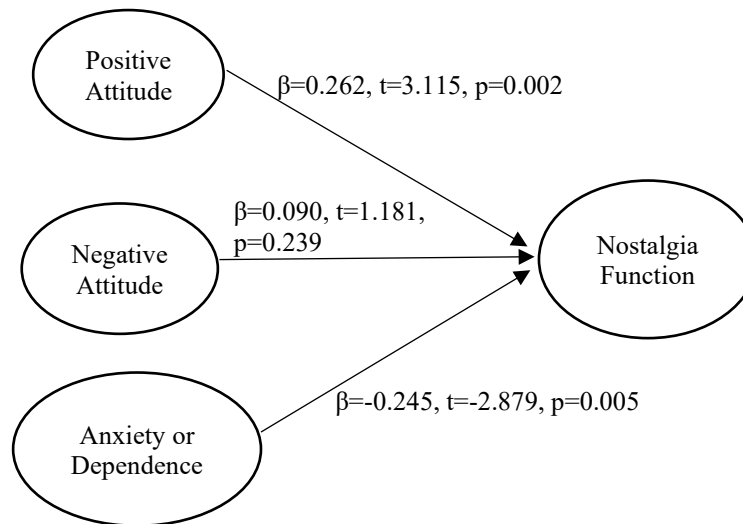 Positive
Attitude
β=0.262, t=3.115, p=0.002
β=0.090, t=1.181,
p=0.239
Negative
Attitude
Nostalgia
Function
β=-0.245, t=-2.879, p=0.005
Anxiety or
Dependence